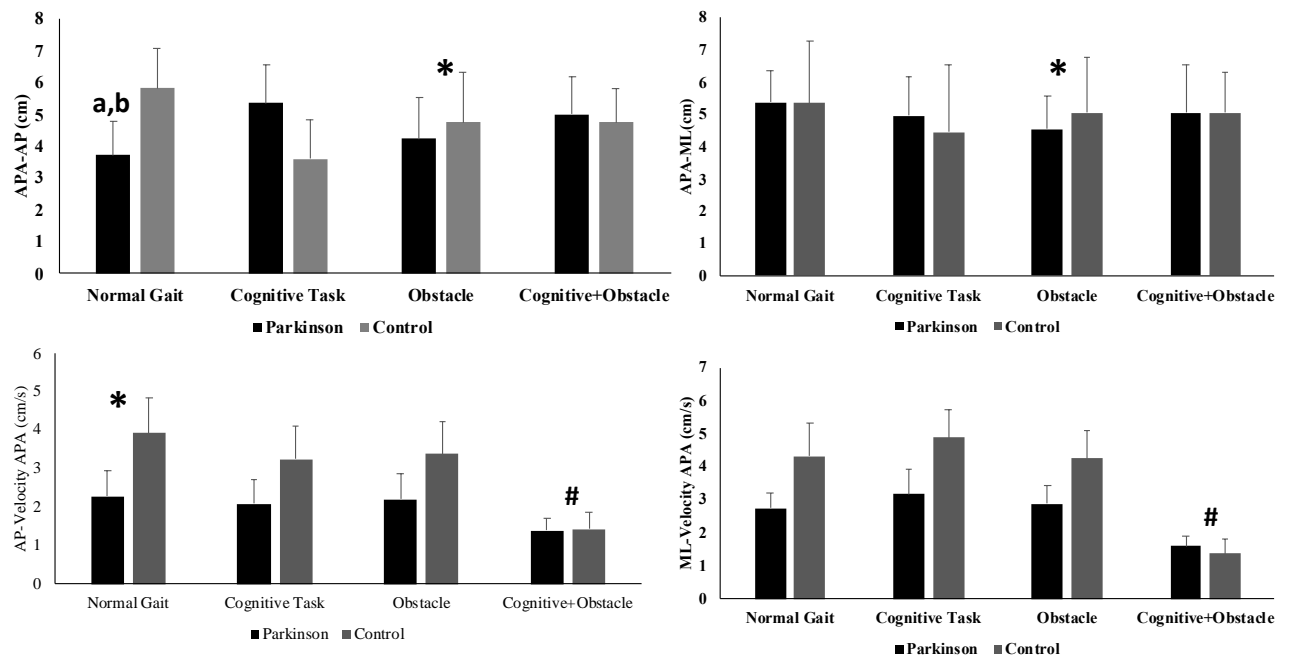 APA-AP (cm)
8
7
6
5
4
3
2
1
0
a,b
*
Normal Gait Cognitive Task Obstacle Cognitive+Obstacle
Parkinson Control
APA-ML(cm)
8
7
6
5
4
3
2
1
0
*
Normal Gait Cognitive Task Obstacle Cognitive+Obstacle
Parkinson Control
AP-Velocity APA (cm/s)
6
5
4
3
2
1
0
*
#
Normal Gait Cognitive Task Obstacle Cognitive+Obstacle
Parkinson Control
ML-Velocity APA (cm/s)
7
6
5
4
3
2
1
0
#
Normal Gait Cognitive Task Obstacle Cognitive+Obstacle
Parkinson Control